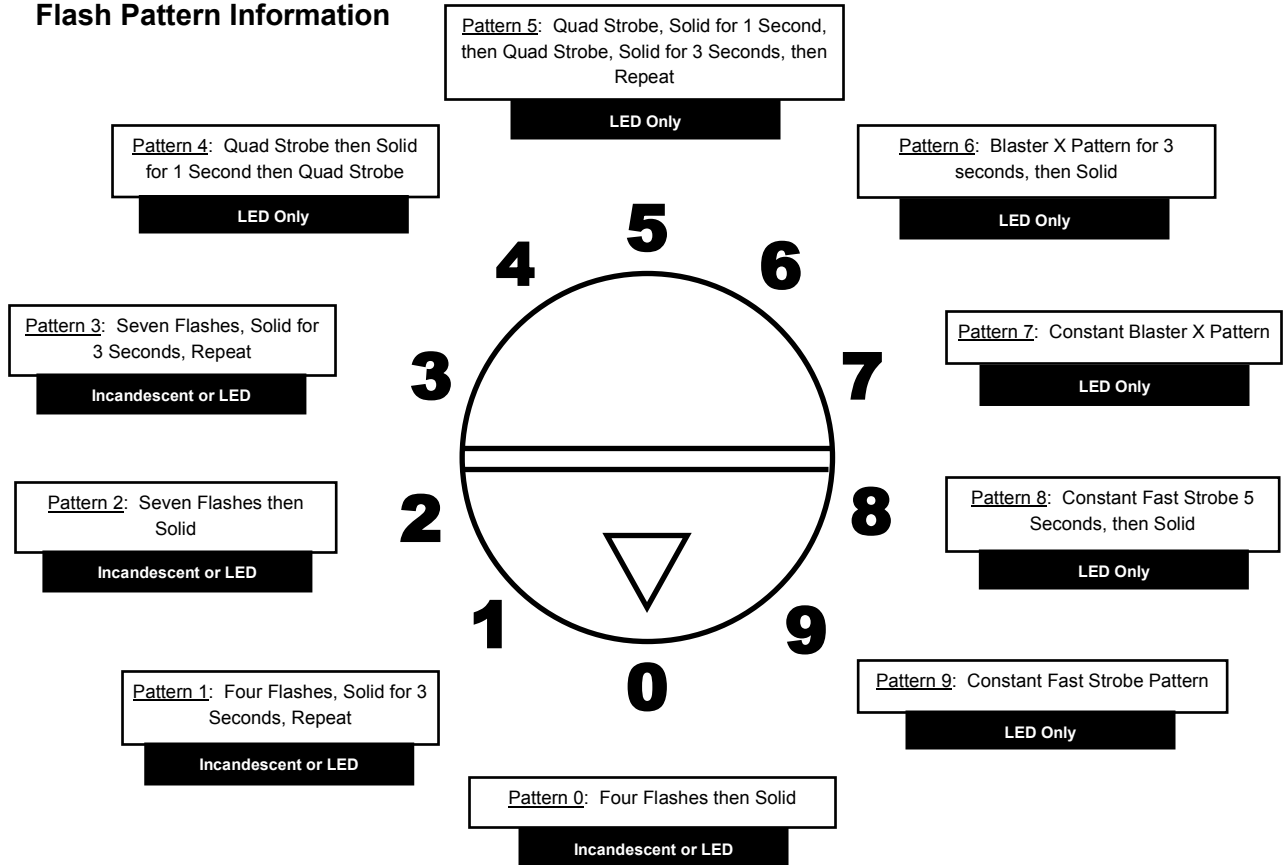 Flash Pattern Information
Pattern 5: Quad Strobe, Solid for 1 Second,
then Quad Strobe, Solid for 3 Seconds, then
Repeat
LED Only
Pattern 4: Quad Strobe then Solid
for 1 Second then Quad Strobe
LED Only
Pattern 6: Blaster X Pattern for 3
seconds, then Solid
LED Only
5
4
6
Pattern 3: Seven Flashes, Solid for
3 Seconds, Repeat
Incandescent or LED
3
7
Pattern 7: Constant Blaster X Pattern
LED Only
Pattern 2: Seven Flashes then
Solid
Incandescent or LED
2
8
Pattern 8: Constant Fast Strobe 5
Seconds, then Solid
LED Only
1
9
0
Pattern 1: Four Flashes, Solid for 3
Seconds, Repeat
Incandescent or LED
Pattern 9: Constant Fast Strobe Pattern
LED Only
Pattern 0: Four Flashes then Solid
Incandescent or LED